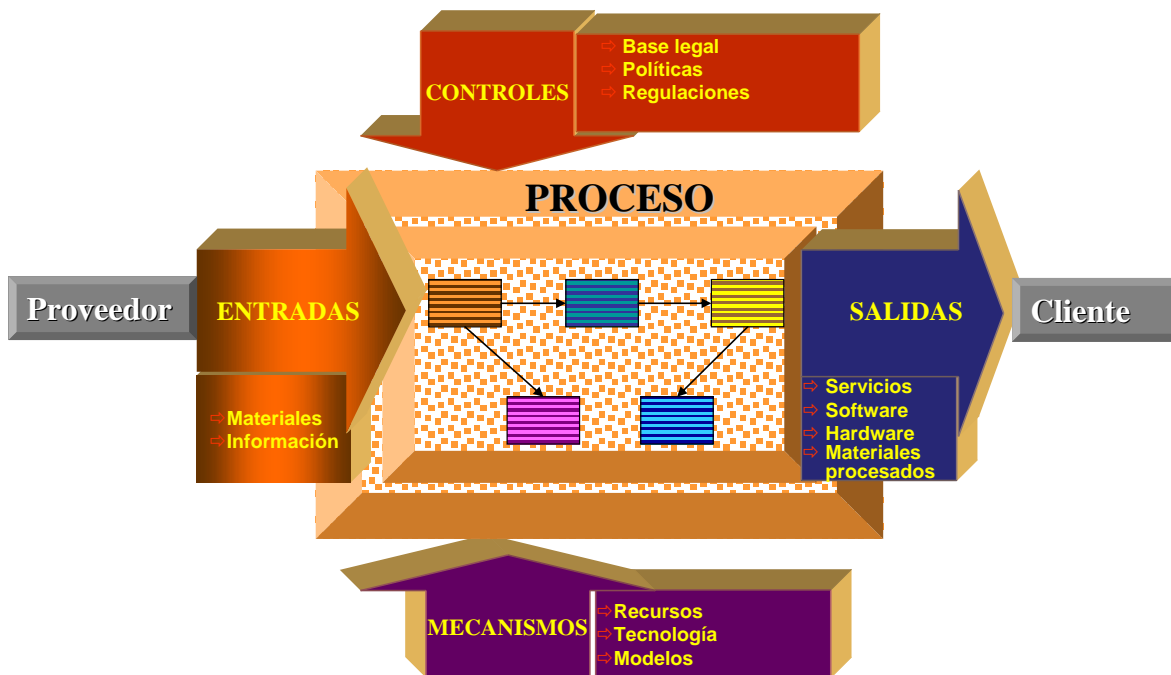 CONTROLES
Base legal
Políticas
Regulaciones
PROCESO
Proveedor
ENTRADAS
Materiales
Información
SALIDAS
Servicios
Software
Hardware
Materiales
procesados
Cliente
MECANISMOS
Recursos
Tecnología
Modelos